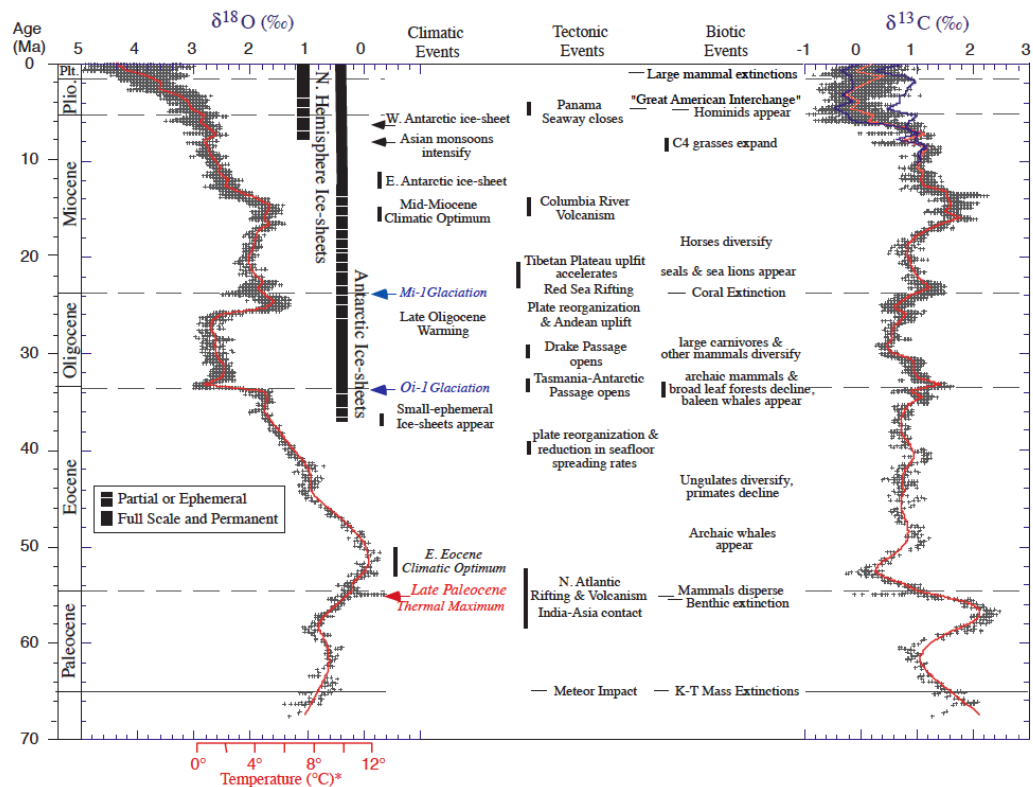 δ18O (‰)
δ13C (‰)
Age
(Ma)
5 4 3 2 1 0
Climatic
Events
Tectonic
Events
Biotic
Events
-1 0 1 2 3
0
10
20
30
40
50
60
70
Plt.
Plio.
Miocene
Oligocene
Eocene
Paleocene
N. Hemisphere Ice-sheets
Antarctic Ice-sheets
W. Antarctic ice-sheet
Asian monsoons
intensify
E. Antarctic ice-sheet
Mid-Miocene
Climatic Optimum
Mi-1Glaciation
Late Oligocene
Warming
Oi-1 Glaciation
Small-ephemeral
Ice-sheets appear
E. Eocene
Climatic Optimum
Late Paleocene
Thermal Maximum
Panama
Seaway closes
Columbia River
Volcanism
Tibetan Plateau uplfit
accelerates
Red Sea Rifting
Plate reorganization
& Andean uplift
Drake Passage
opens
Tasmania-Antarctic
Passage opens
plate reorganization &
reduction in seafloor
spreading rates
N. Atlantic
Rifting & Volcanism
India-Asia contact
Meteor Impact
Large mammal extinctions
"Great American Interchange"
Hominids appear
C4 grasses expand
Horses diversify
seals & sea lions appear
Coral Extinction
large carnivores &
other mammals diversify
archaic mammals &
broad leaf forests decline,
baleen whales appear
Ungulates diversify,
primates decline
Archaic whales
appear
Mammals disperse
Benthic extinction
K-T Mass Extinctions
Partial or Ephemeral
Full Scale and Permanent
0° 4° 8° 12°
Temperature (°C)*